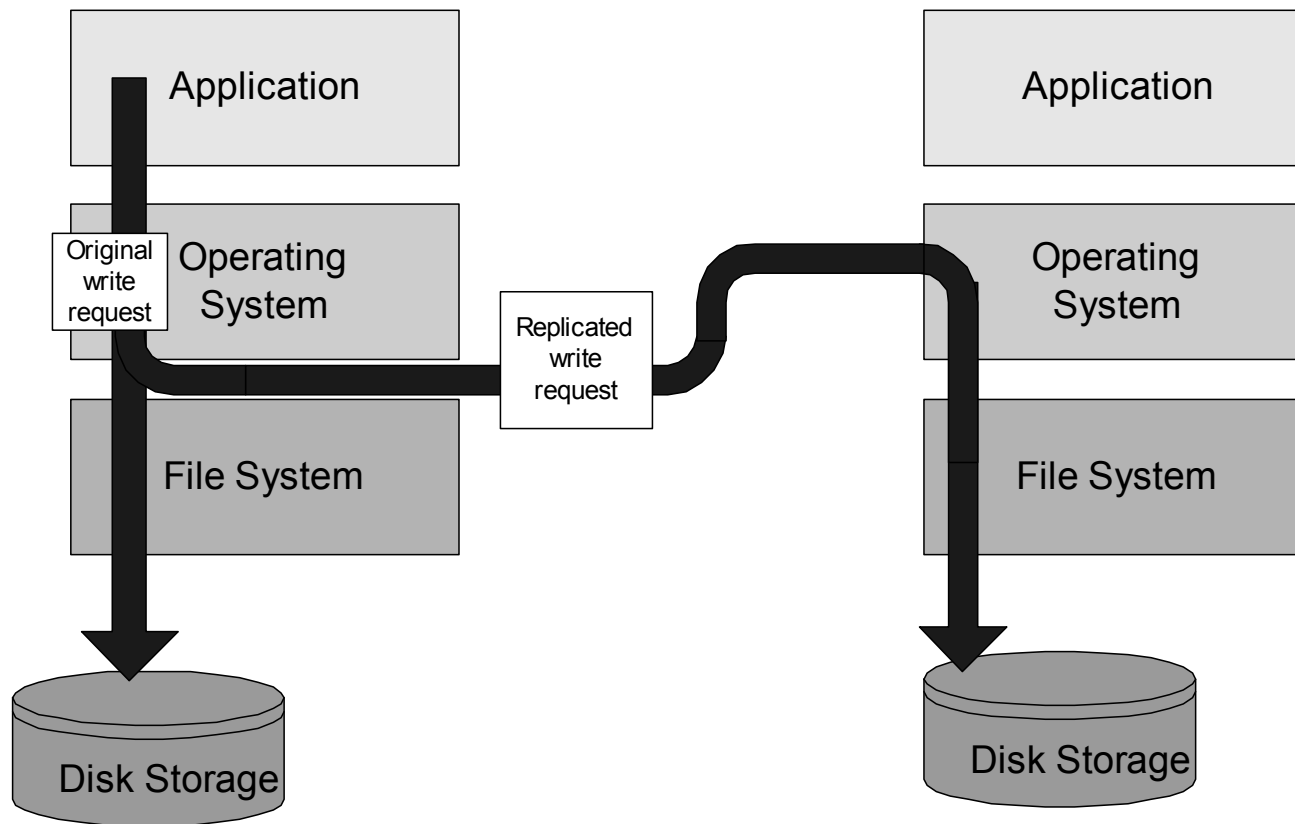 Application
Application
Original
write
request
Operating
System
Operating
System
Replicated
write
request
File System
File System
Disk Storage
Disk Storage